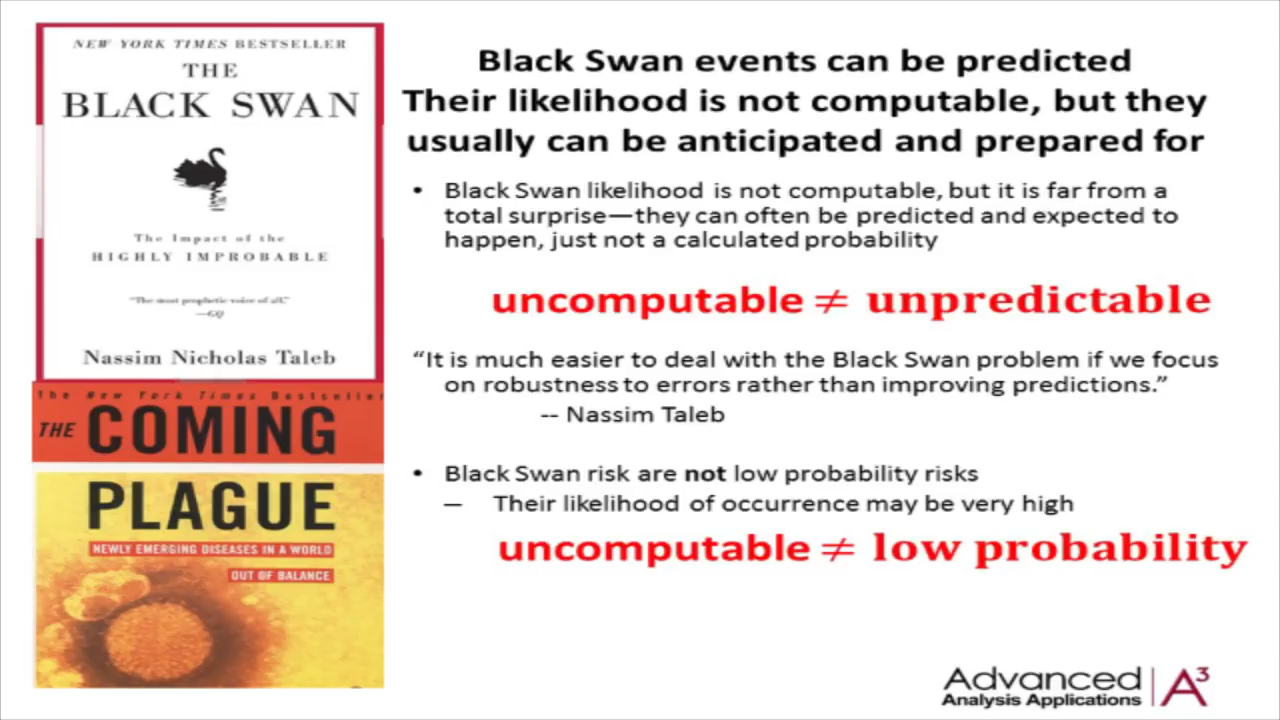 NEW YORK TIMES BESTSELLER
THE
BLACK SWAN
The Impact of the
HIGHLY IMPROBABLE
"The most prophetic voice of all."
—GQ
Nassim Nicholas Taleb
The New York Times Bestseller
THE COMING
PLAGUE
NEWLY EMERGING DISEASES IN A WORLD
OUT OF BALANCE
Black Swan events can be predicted
Their likelihood is not computable, but they
usually can be anticipated and prepared for
• Black Swan likelihood is not computable, but it is far from a
total surprise—they can often be predicted and expected to
happen, just not a calculated probability
uncomputable ≠ unpredictable
“It is much easier to deal with the Black Swan problem if we focus
on robustness to errors rather than improving predictions.”
-- Nassim Taleb
• Black Swan risk are not low probability risks
– Their likelihood of occurrence may be very high
uncomputable ≠ low probability
Advanced
Analysis Applications
A³